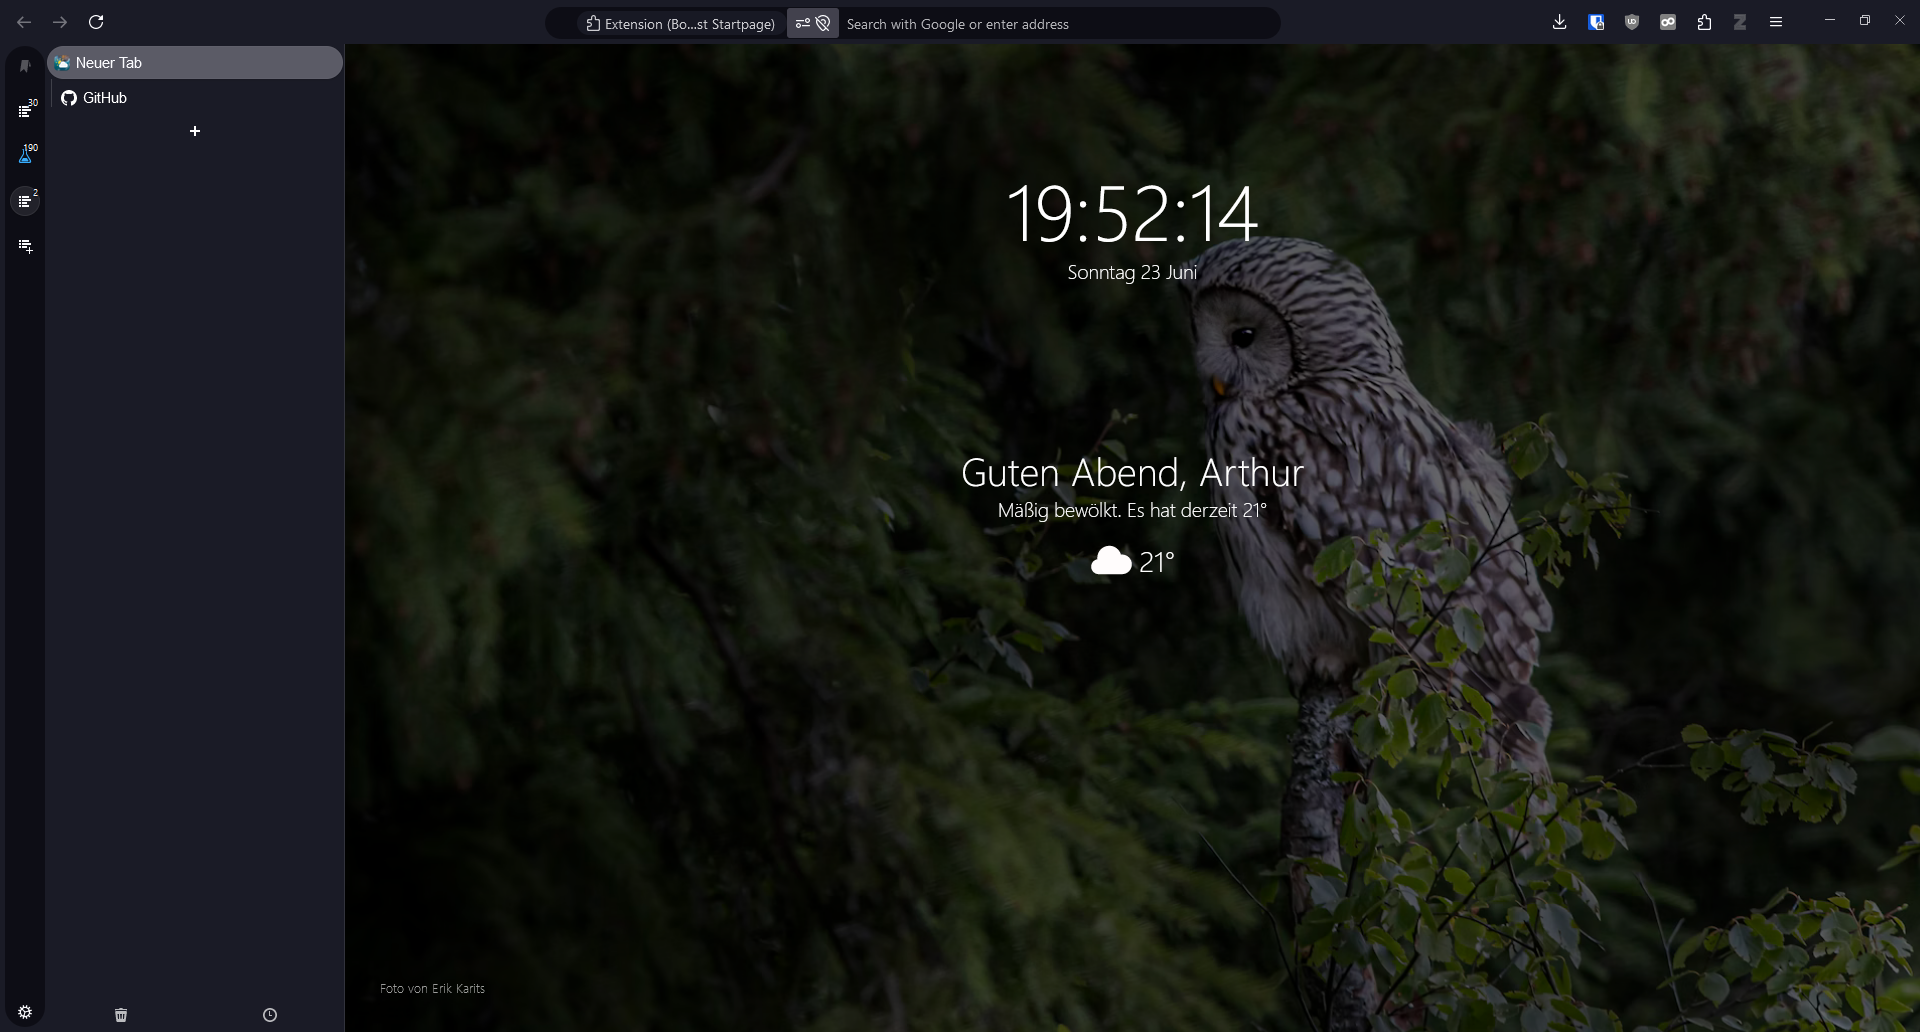 Extension (Bo...st Startpage)
Search with Google or enter address
Neuer Tab
GitHub
30
190
2
19:52:14
Sonntag 23 Juni
Guten Abend, Arthur
Mäßig bewölkt. Es hat derzeit 21°
21°
Foto von Erik Karits